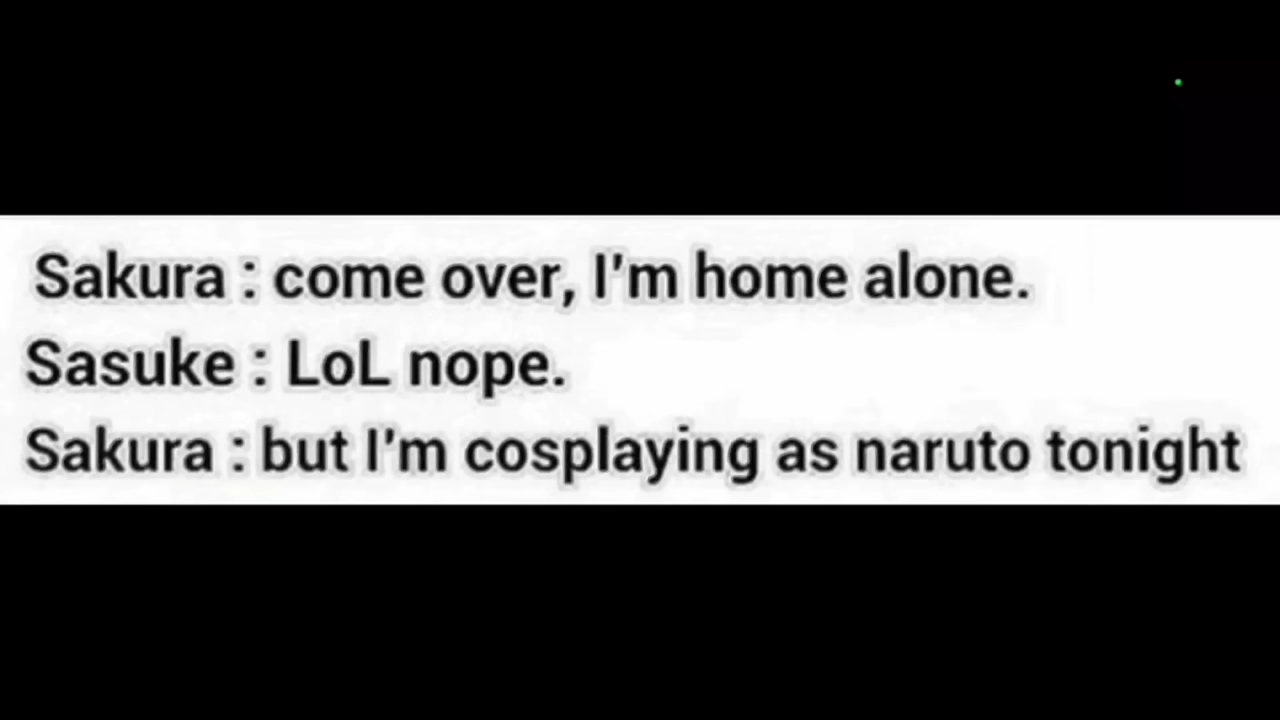 Sakura : come over, I'm home alone.
Sasuke : LoL nope.
Sakura : but I'm cosplaying as naruto tonight